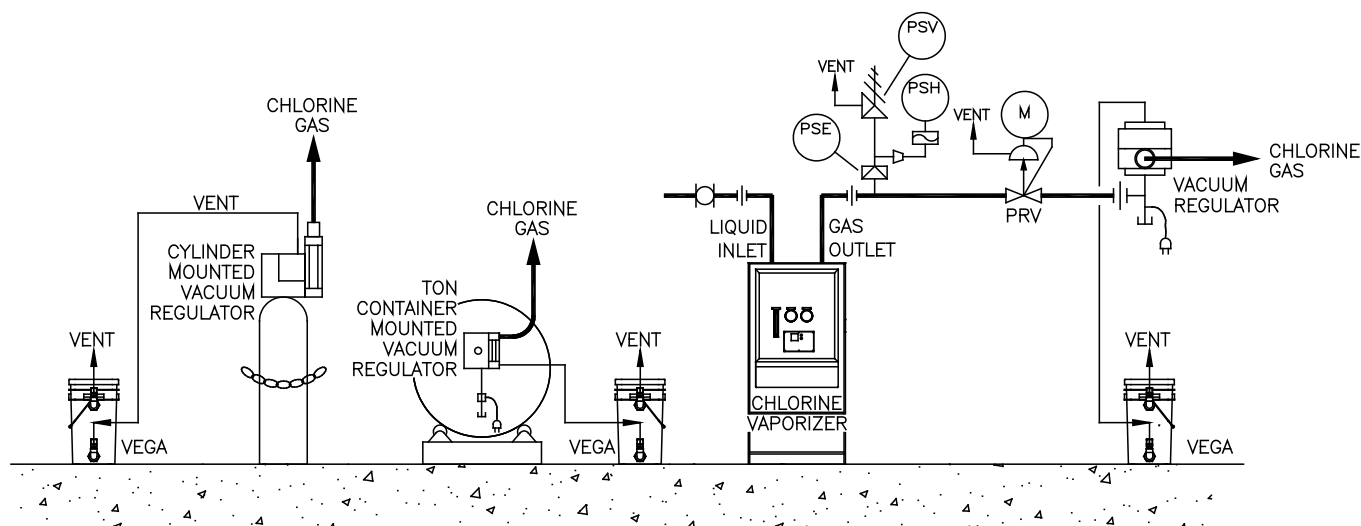 CHLORINE
GAS
VENT
CYLINDER
MOUNTED
VACUUM
REGULATOR
VENT
VEGA
CHLORINE
GAS
TON
CONTAINER
MOUNTED
VACUUM
REGULATOR
VENT
VEGA
LIQUID
INLET
GAS
OUTLET
CHLORINE
VAPORIZER
PSV
VENT
PSH
PSE
VENT
M
PRV
CHLORINE
GAS
VACUUM
REGULATOR
VENT
VEGA